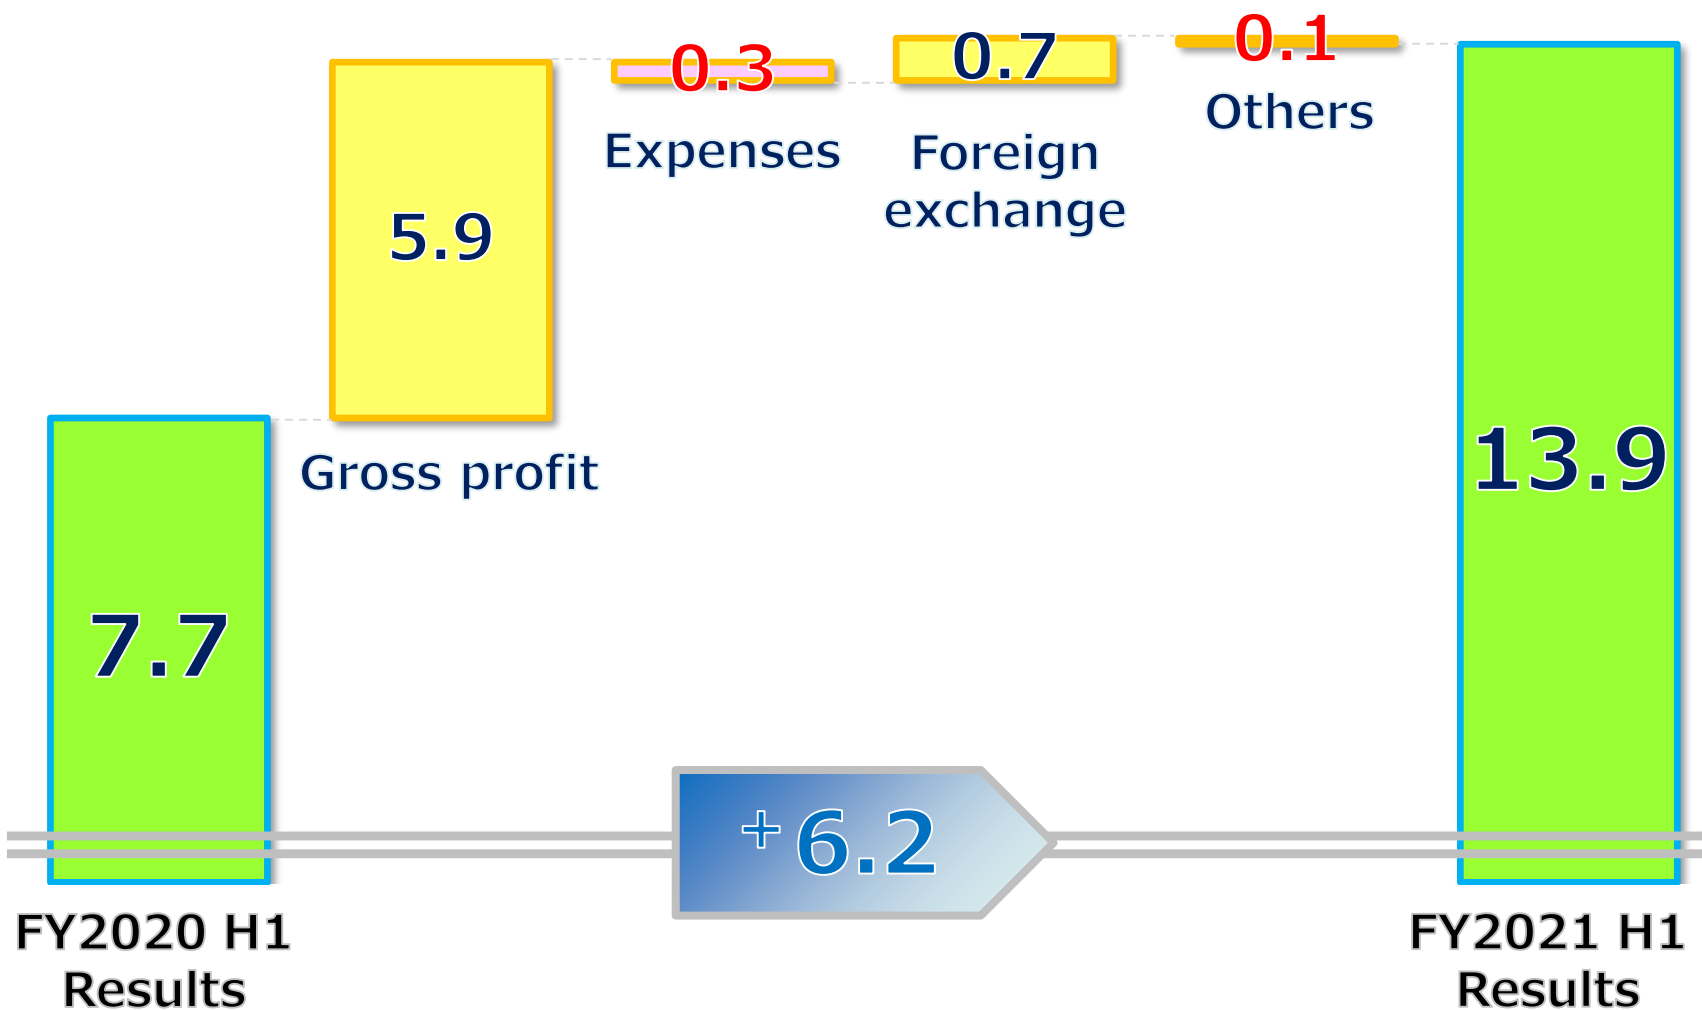 0.1
0.7
0.3
Others
Expenses
Foreign
exchange
5.9
Gross profit
13.9
7.7
+6.2
FY2020 H1
Results
FY2021 H1
Results